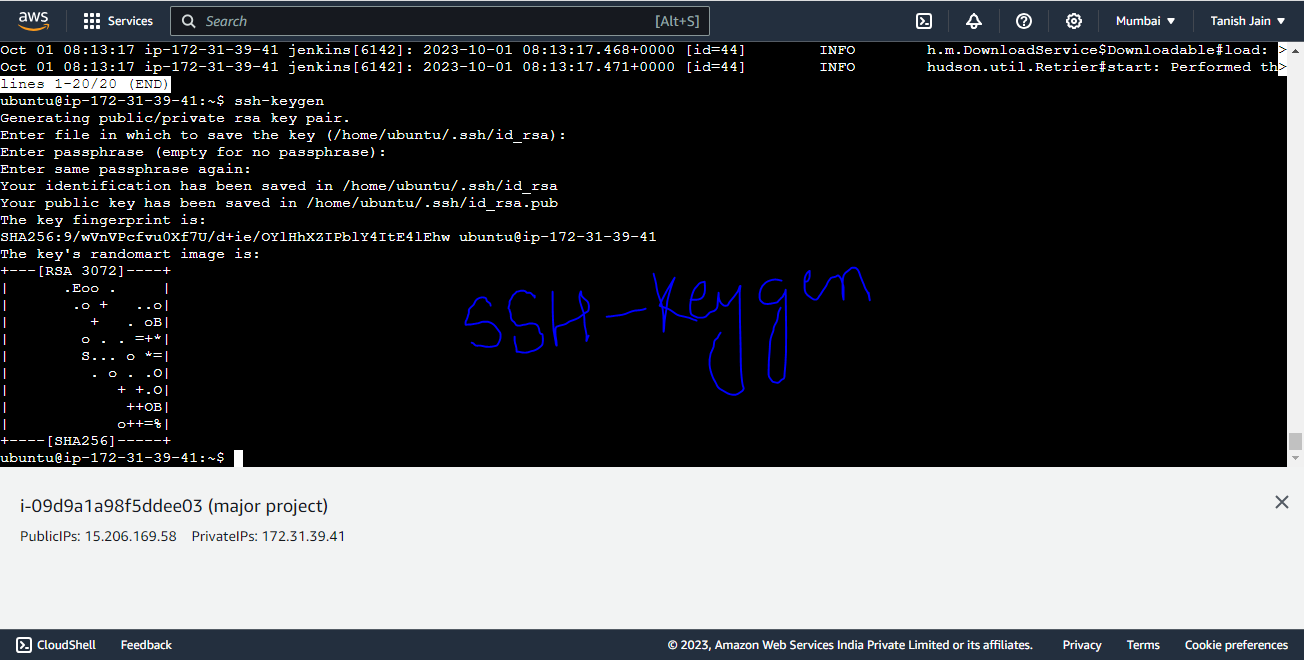 aws Services Search [Alt+S] Mumbai ▼ Tanish Jain ▼
Oct 01 08:13:17 ip-172-31-39-41 jenkins[6142]: 2023-10-01 08:13:17.468+0000 [id=44] INFO h.m.DownloadService$Downloadable#load: >
Oct 01 08:13:17 ip-172-31-39-41 jenkins[6142]: 2023-10-01 08:13:17.471+0000 [id=44] INFO hudson.util.Retrier#start: Performed th>
lines 1-20/20 (END)
ubuntu@ip-172-31-39-41:~$ ssh-keygen
Generating public/private rsa key pair.
Enter file in which to save the key (/home/ubuntu/.ssh/id_rsa):
Enter passphrase (empty for no passphrase):
Enter same passphrase again:
Your identification has been saved in /home/ubuntu/.ssh/id_rsa
Your public key has been saved in /home/ubuntu/.ssh/id_rsa.pub
The key fingerprint is:
SHA256:9/wVnVPcfvu0Xf7U/d+ie/OYlHhXZIPblY4ItE4lEhw ubuntu@ip-172-31-39-41
The key's randomart image is:
+---[RSA 3072]----+
|       .Eoo .      |
|        .o +   ..o|
|          +   . oB|
|         o . . =+*|
|         S... o *=|
|          . o . .O|
|             + +.O|
|              ++OB|
|             o++=%|
+----[SHA256]-----+
ubuntu@ip-172-31-39-41:~$
SSH-Keygen
i-09d9a1a98f5ddee03 (major project)
PublicIPs: 15.206.169.58 PrivateIPs: 172.31.39.41
CloudShell Feedback © 2023, Amazon Web Services India Private Limited or its affiliates. Privacy Terms Cookie preferences